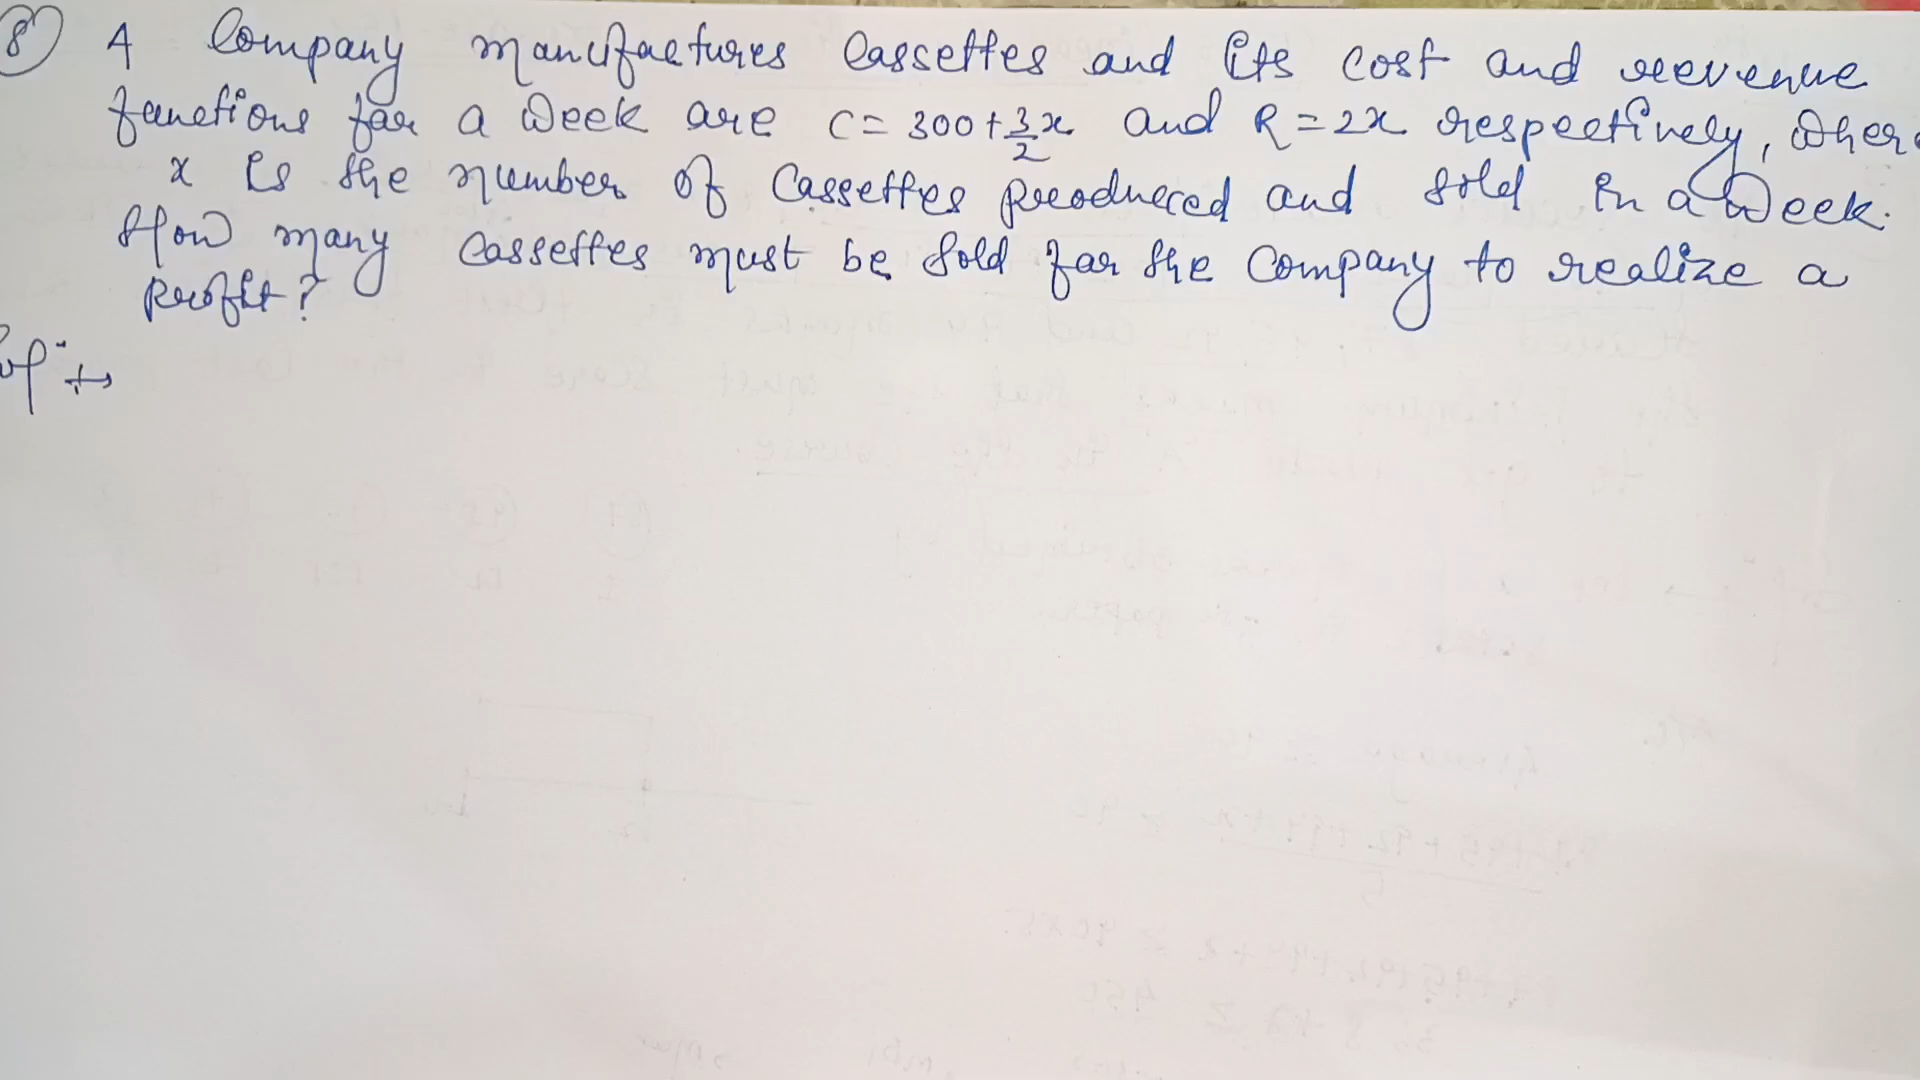 8 A Company manufactures Cassettes and its cost and revenue
functions for a week are C = 300 + 3/2 x and R = 2x respectively, where
x is the number of Cassettes produced and sold in a week.
How many Cassettes must be sold for the Company to realize a
profit?